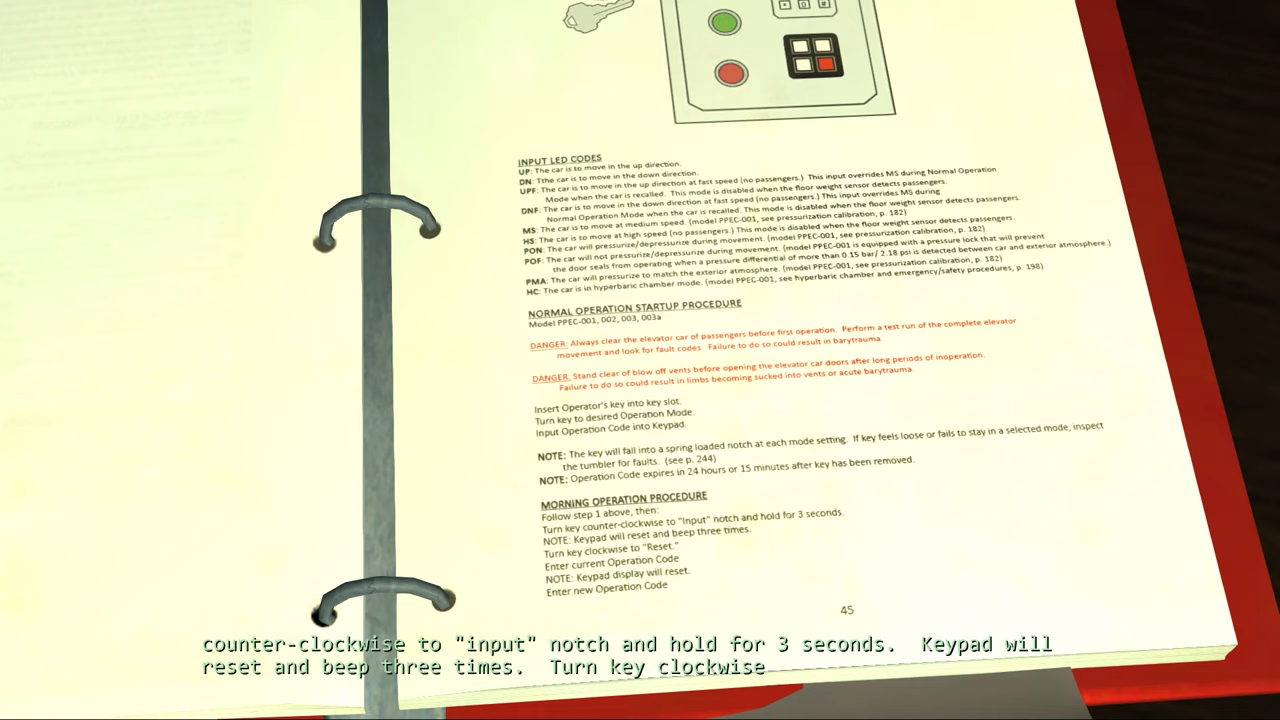 INPUT LED CODES
UP: The car is to move in the up direction.
DN: Tthe car is to move in the down direction.
UPF: The car is to move in the up direction at fast speed (no passengers.) This input overrides MS during Normal Operation
Mode when the car is recalled. This mode is disabled when the floor weight sensor detects passengers.
DNF: The car is to move in the down direction at fast speed (no passengers.) This input overrides MS during
Normal Operation Mode when the car is recalled. This mode is disabled when the floor weight sensor detects passengers.
MS: The car is to move at medium speed. (model PPEC-001, see pressurization calibration, p. 182)
HS: The car is to move at high speed (no passengers.) This mode is disabled when the floor weight sensor detects passengers.
PON: The car will pressurize/depressurize during movement. (model PPEC-001, see pressurization calibration, p. 182)
POF: The car will not pressurize/depressurize during movement. (model PPEC-001 is equipped with a pressure lock that will prevent
the door seals from operating when a pressure differential of more than 0.15 bar/ 2.18 psi is detected between car and exterior atmosphere.)
PMA: The car will pressurize to match the exterior atmosphere. (model PPEC-001, see pressurization calibration, p. 182)
HC: The car is in hyperbaric chamber mode. (model PPEC-001, see hyperbaric chamber and emergency/safety procedures, p. 198)
NORMAL OPERATION STARTUP PROCEDURE
Model PPEC-001, 002, 003, 003a
DANGER: Always clear the elevator car of passengers before first operation. Perform a test run of the complete elevator
movement and look for fault codes. Failure to do so could result in barytrauma.
DANGER: Stand clear of blow off vents before opening the elevator car doors after long periods of inoperation.
Failure to do so could result in limbs becoming sucked into vents or acute barytrauma.
Insert Operator's key into key slot.
Turn key to desired Operation Mode.
Input Operation Code into Keypad.
NOTE: The key will fall into a spring loaded notch at each mode setting. If key feels loose or fails to stay in a selected mode, inspect
the tumbler for faults. (see p. 244)
NOTE: Operation Code expires in 24 hours or 15 minutes after key has been removed.
MORNING OPERATION PROCEDURE
Follow step 1 above, then:
Turn key counter-clockwise to "Input" notch and hold for 3 seconds.
NOTE: Keypad will reset and beep three times.
Turn key clockwise to "Reset."
Enter current Operation Code
NOTE: Keypad display will reset.
Enter new Operation Code
45
counter-clockwise to "input" notch and hold for 3 seconds. Keypad will
reset and beep three times. Turn key clockwise